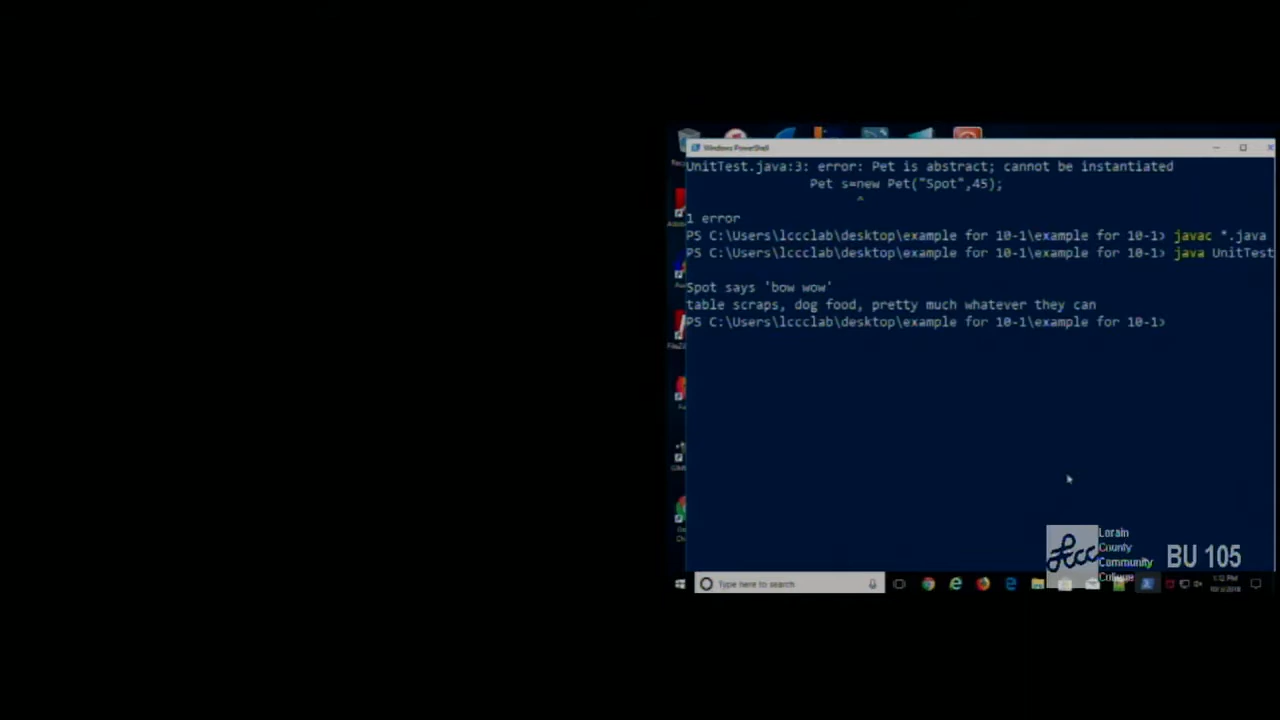 Windows PowerShell
UnitTest.java:3: error: Pet is abstract; cannot be instantiated
Pet s=new Pet("Spot",45);
^
1 error
PS C:\Users\lccclab\desktop\example for 10-1\example for 10-1> javac *.java
PS C:\Users\lccclab\desktop\example for 10-1\example for 10-1> java UnitTest
Spot says 'bow wow'
table scraps, dog food, pretty much whatever they can
PS C:\Users\lccclab\desktop\example for 10-1\example for 10-1>
Lorain
County
Community
College
BU 105
Type here to search
1:12 PM